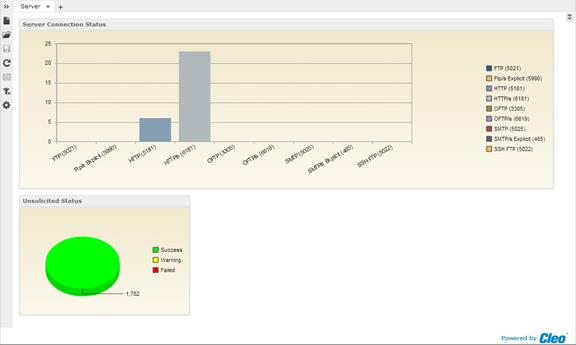 Server
Server Connection Status
25
20
15
10
5
0
FTP (5021)
Ftp/s Explicit (5990)
HTTP (5181)
HTTP/s (6181)
OFTP (3305)
OFTP/s (6619)
SMTP (5025)
SMTP/s Explicit (465)
SSH FTP (5022)
FTP (5021)
Ftp/s Explicit (5990)
HTTP (5181)
HTTP/s (6181)
OFTP (3305)
OFTP/s (6619)
SMTP (5025)
SMTP/s Explicit (465)
SSH FTP (5022)
Unsolicited Status
Success
Warning
Failed
1,782
Powered by Cleo